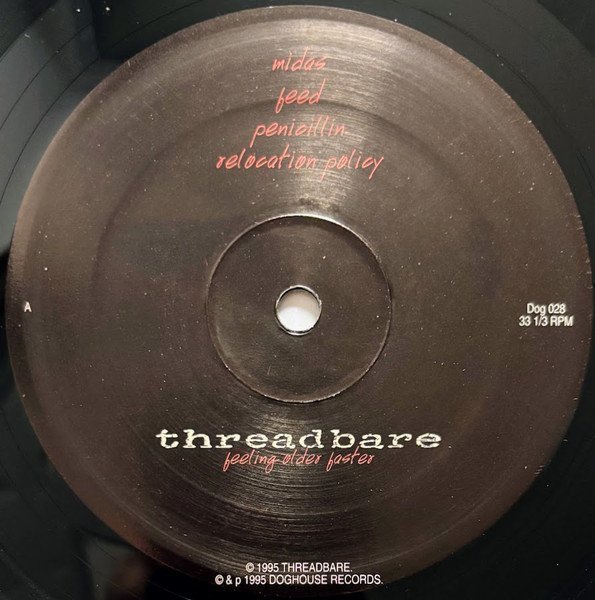 midas
feed
penicillin
relocation policy
A
Dog 028
33 1/3 RPM
threadbare
feeling older faster
© 1995 THREADBARE.
© & p 1995 DOGHOUSE RECORDS.